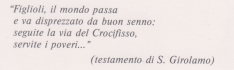 "Figlioli, il mondo passa
e va disprezzato da buon senno:
seguite la via del Crocifisso,
servite i poveri..."
(testamento di S. Girolamo)